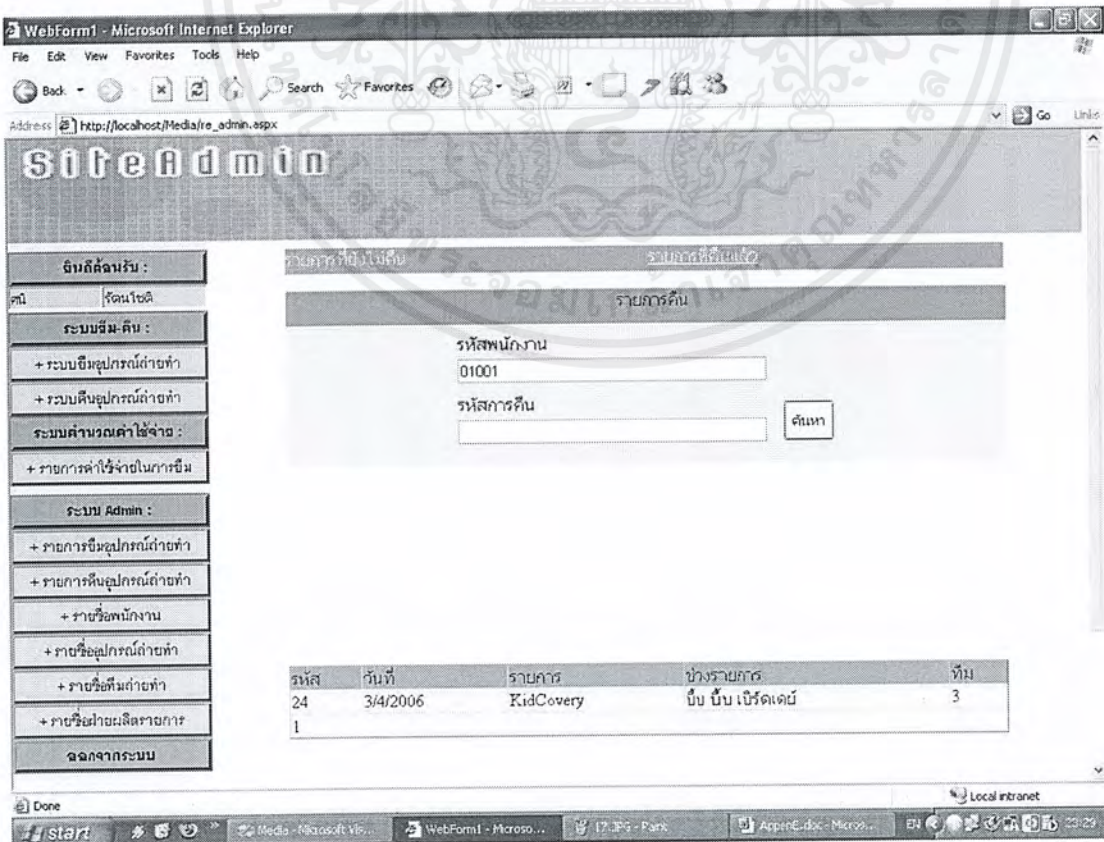 WebForm1 - Microsoft Internet Explorer
File Edit View Favorites Tools Help
Back Search Favorites
Address http://localhost/Media/re_admin.aspx Go Links
SiteAdmin
ยินดีต้อนรับ :
รัตนโชติ
ระบบยืม-คืน :
+ ระบบยืมอุปกรณ์ถ่ายทำ
+ ระบบคืนอุปกรณ์ถ่ายทำ
ระบบคำนวณค่าใช้จ่าย :
+ รายการค่าใช้จ่ายในการยืม
ระบบ Admin :
+ รายการยืมอุปกรณ์ถ่ายทำ
+ รายการคืนอุปกรณ์ถ่ายทำ
+ รายชื่อพนักงาน
+ รายชื่ออุปกรณ์ถ่ายทำ
+ รายชื่อทีมถ่ายทำ
+ รายชื่อฝ่ายผลิตรายการ
ออกจากระบบ
รายการที่ยังไม่คืน รายการที่คืนแล้ว
รายการคืน
รหัสพนักงาน
01001
รหัสการคืน
ค้นหา
รหัส วันที่ รายการ ช่วงรายการ ทีม
24 3/4/2006 KidCovery บึ้บ บึ้บ เบิร์ดเดย์ 3
1
Done Local intranet
start Media - Microsoft Vis... WebForm1 - Microso... 17.JPG - Paint AppenE.doc - Micros... EN 23:29